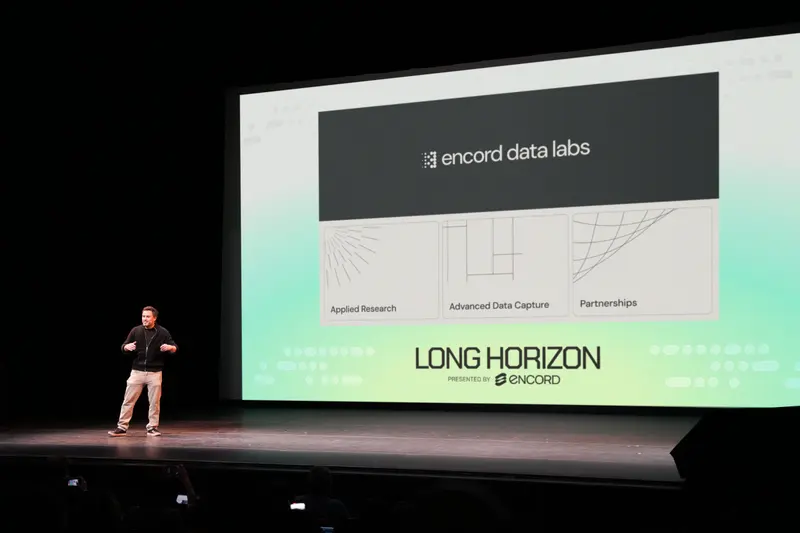 encord data labs
Applied Research
Advanced Data Capture
Partnerships
LONG HORIZON
PRESENTED BY ENCORD